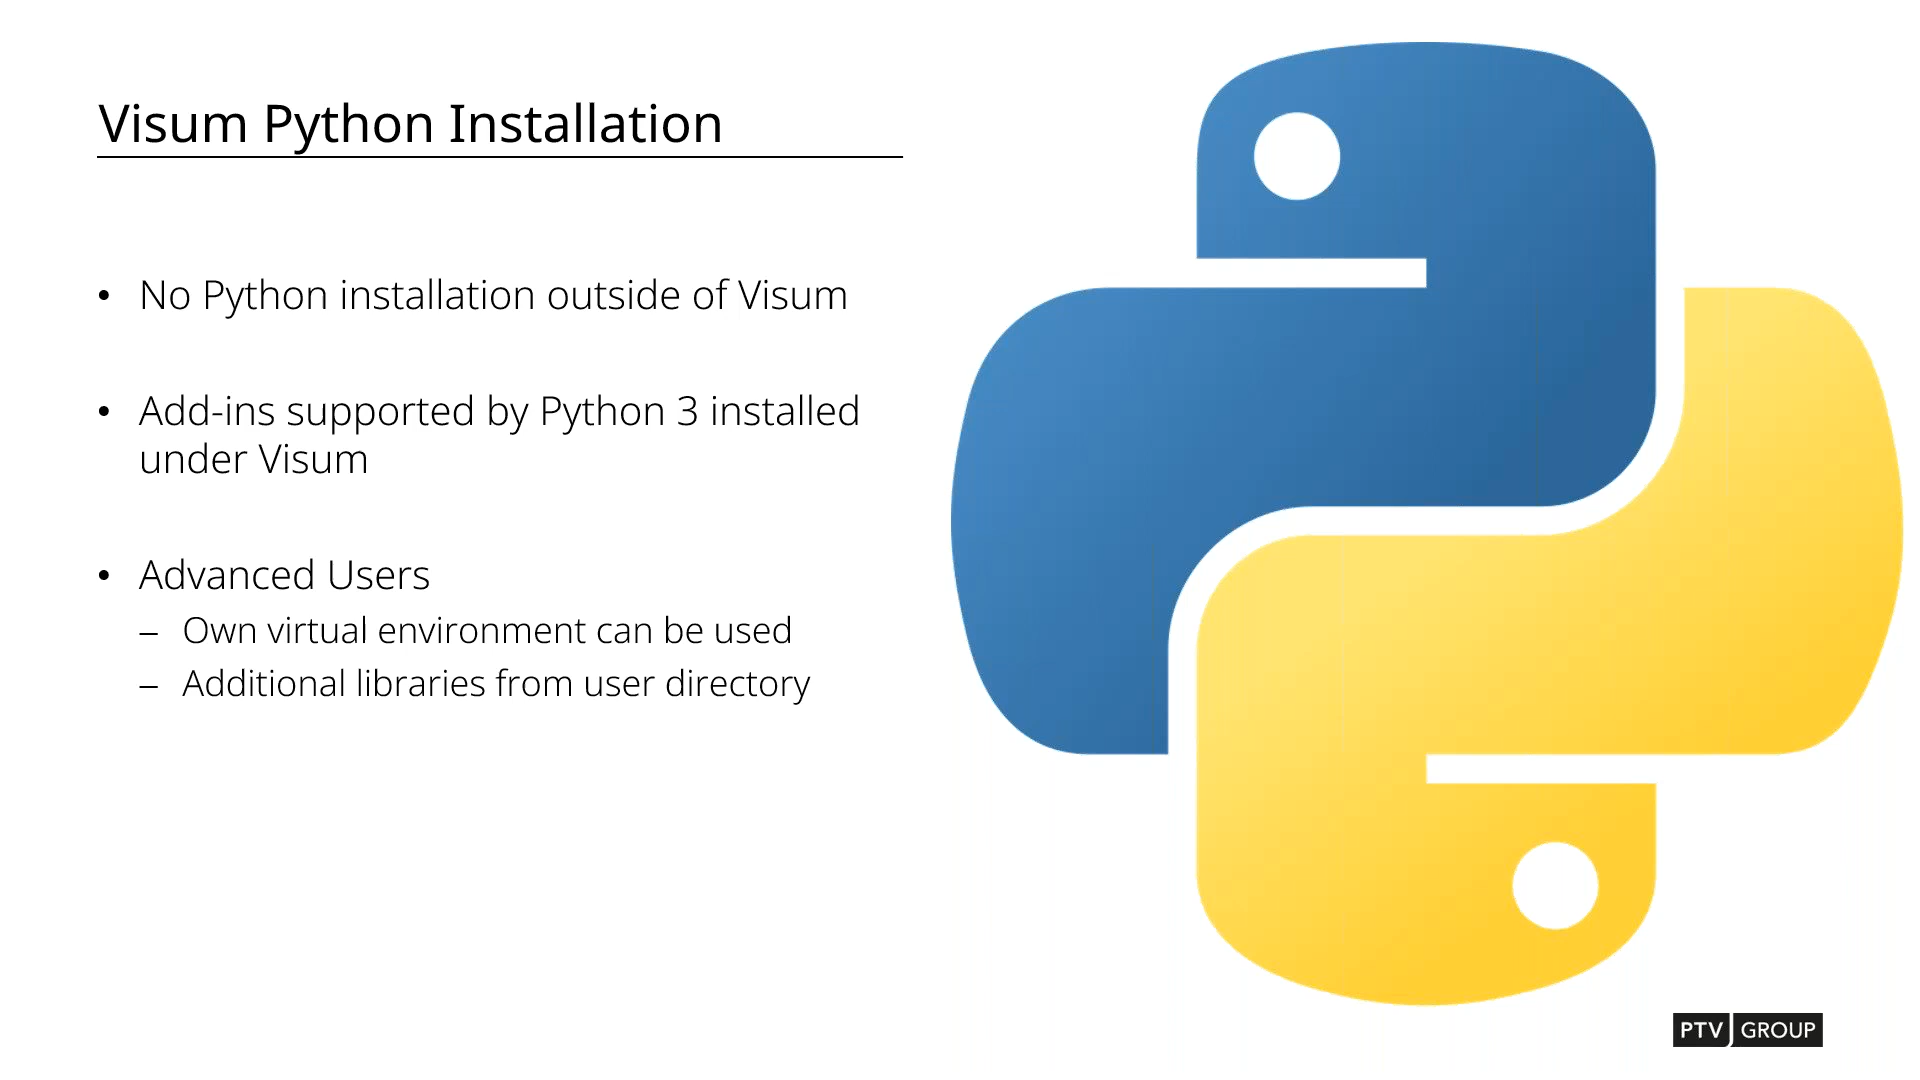 Visum Python Installation
• No Python installation outside of Visum
• Add-ins supported by Python 3 installed
under Visum
• Advanced Users
– Own virtual environment can be used
– Additional libraries from user directory
PTV GROUP